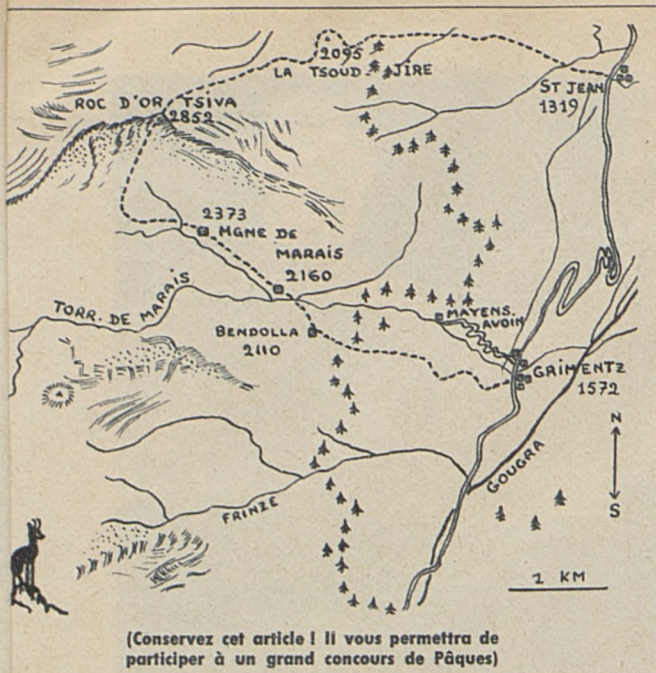 2095
LA TSOUD JÎRE
ST JEAN
1319
ROC D'OR TSIVA
2852
2373
MGNE DE
MARAIS
2160
TORR. DE MARAIS
MAYENS.
AVOIN
BENDOLLA
2110
GRIMENTZ
1572
N
S
GOUGRA
FRINZE
1 KM
(Conservez cet article ! Il vous permettra de
participer à un grand concours de Pâques)